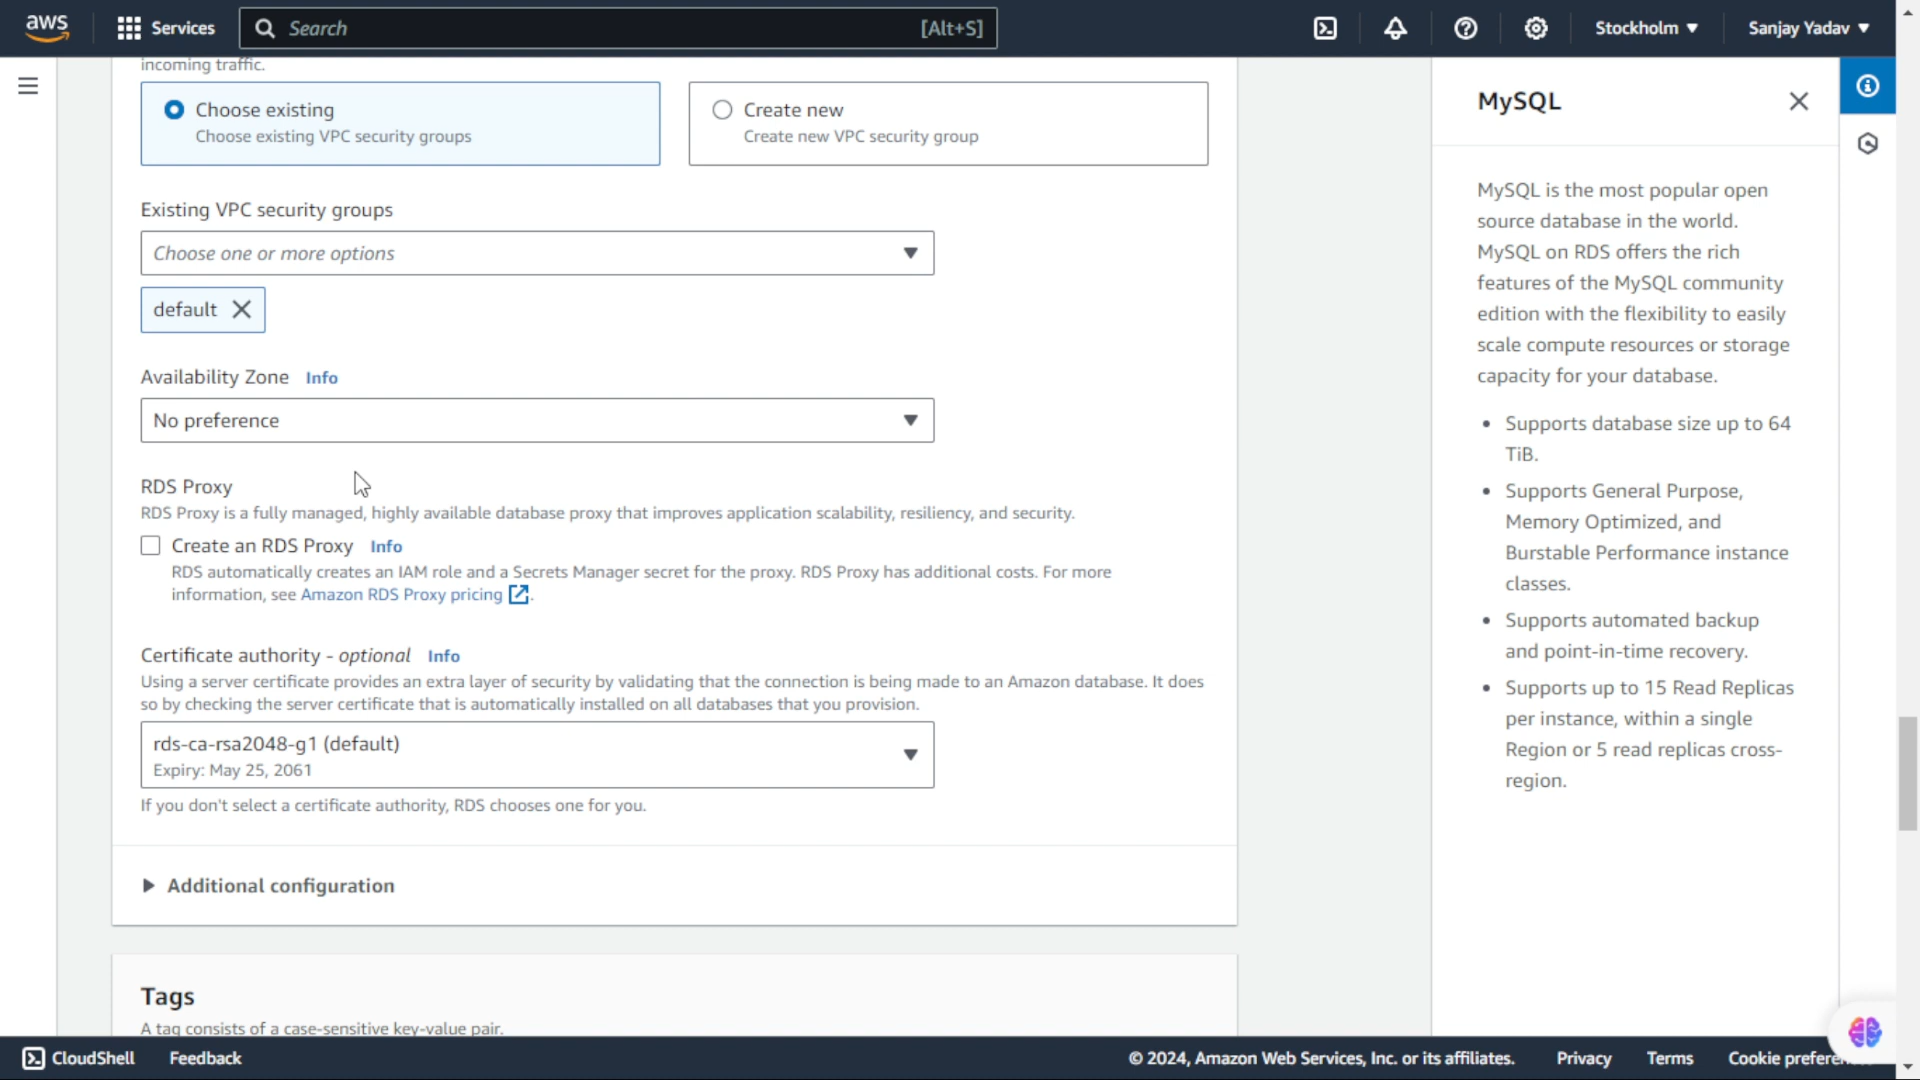 aws
Services
Search
[Alt+S]
Stockholm
Sanjay Yadav
incoming traffic.
Choose existing
Choose existing VPC security groups
Create new
Create new VPC security group
Existing VPC security groups
Choose one or more options
default
Availability Zone Info
No preference
RDS Proxy
RDS Proxy is a fully managed, highly available database proxy that improves application scalability, resiliency, and security.
Create an RDS Proxy Info
RDS automatically creates an IAM role and a Secrets Manager secret for the proxy. RDS Proxy has additional costs. For more
information, see Amazon RDS Proxy pricing.
Certificate authority - optional Info
Using a server certificate provides an extra layer of security by validating that the connection is being made to an Amazon database. It does
so by checking the server certificate that is automatically installed on all databases that you provision.
rds-ca-rsa2048-g1 (default)
Expiry: May 25, 2061
If you don't select a certificate authority, RDS chooses one for you.
Additional configuration
Tags
A tag consists of a case-sensitive key-value pair.
MySQL
MySQL is the most popular open
source database in the world.
MySQL on RDS offers the rich
features of the MySQL community
edition with the flexibility to easily
scale compute resources or storage
capacity for your database.
• Supports database size up to 64
TiB.
• Supports General Purpose,
Memory Optimized, and
Burstable Performance instance
classes.
• Supports automated backup
and point-in-time recovery.
• Supports up to 15 Read Replicas
per instance, within a single
Region or 5 read replicas cross-
region.
CloudShell
Feedback
© 2024, Amazon Web Services, Inc. or its affiliates.
Privacy
Terms
Cookie